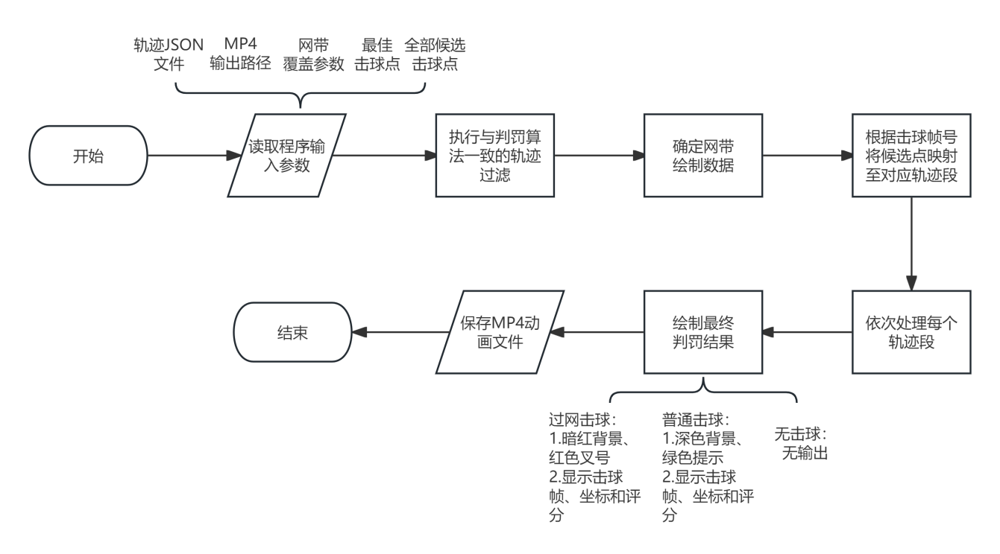 轨迹JSON
文件
MP4
输出路径
网带
覆盖参数
最佳
击球点
全部候选
击球点
开始
读取程序输
入参数
执行与判罚算
法一致的轨迹
过滤
确定网带
绘制数据
根据击球帧号
将候选点映射
至对应轨迹段
依次处理每个
轨迹段
绘制最终
判罚结果
保存MP4动
画文件
结束
过网击球：
1.暗红背景、
红色叉号
2.显示击球
帧、坐标和评
分
普通击球：
1.深色背景、
绿色提示
2.显示击球
帧、坐标和评
分
无击球：
无输出